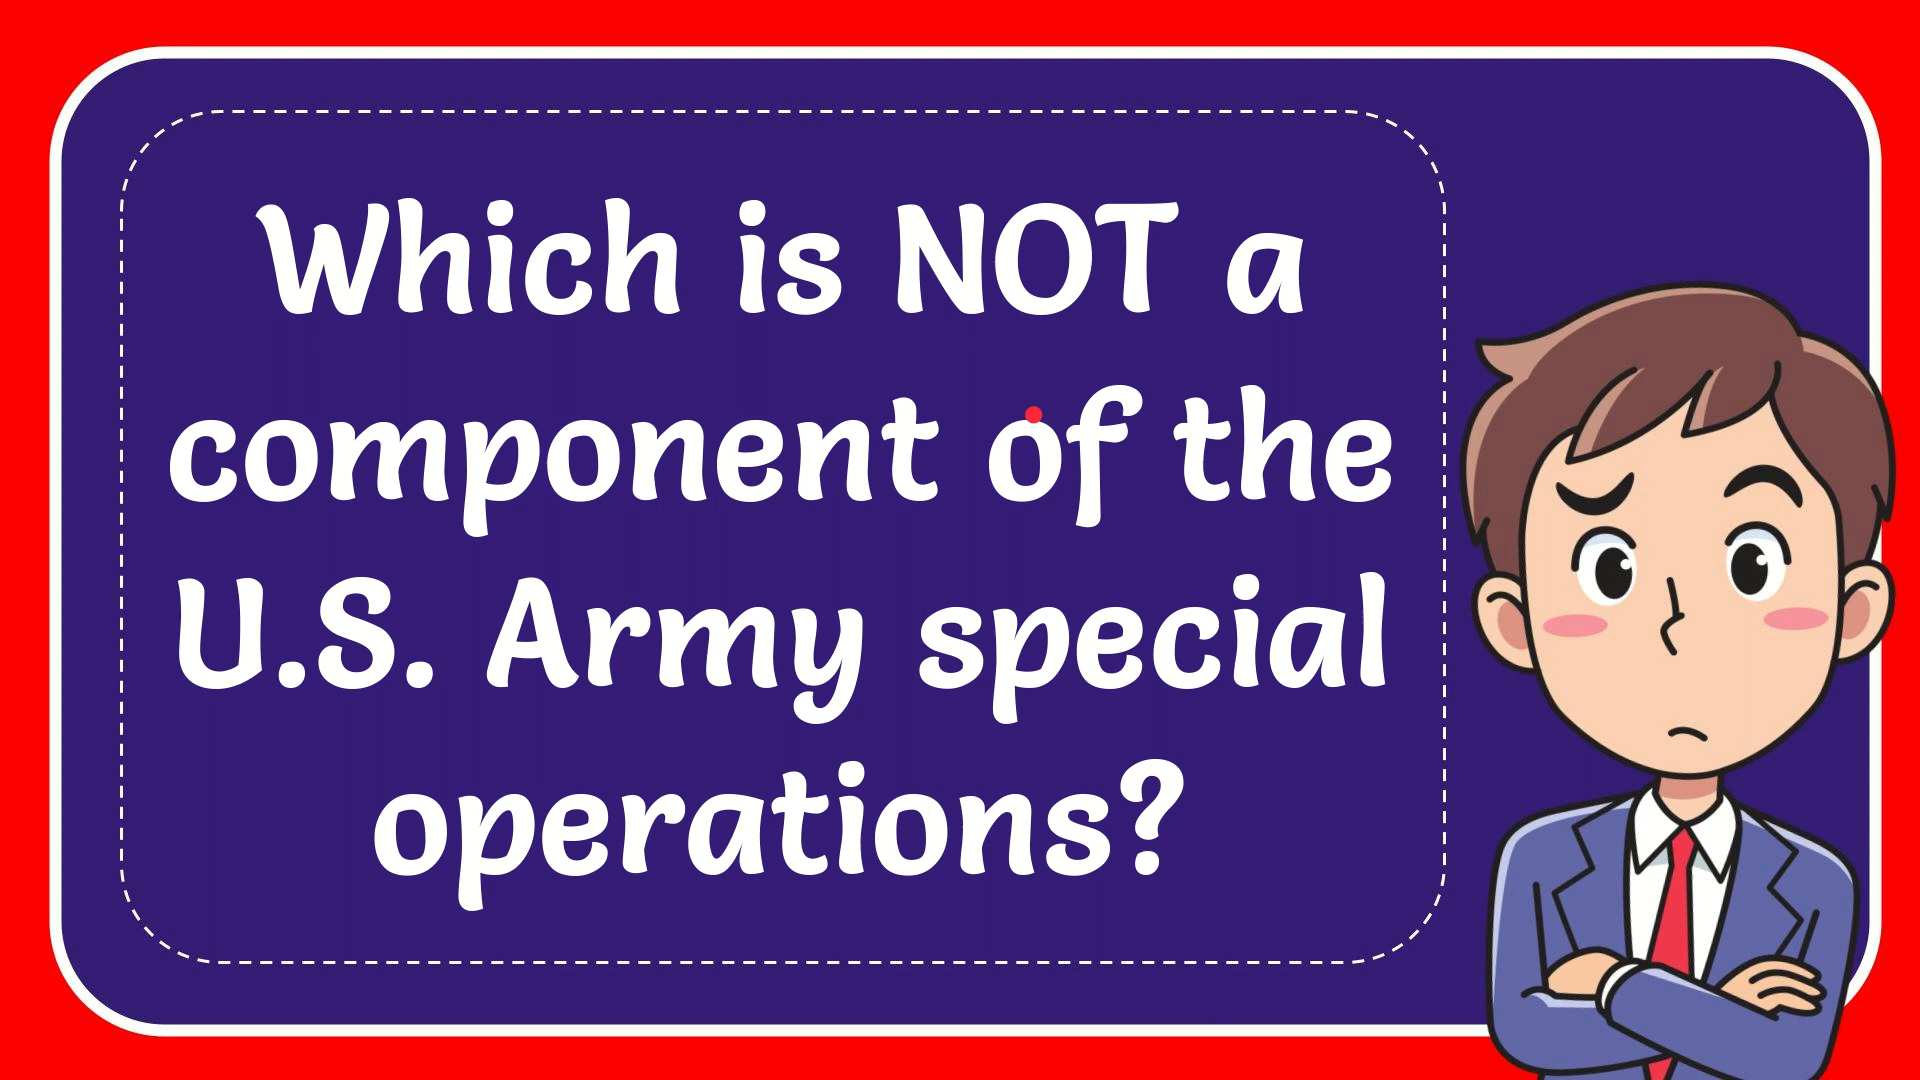 Which is NOT a
component of the
U.S. Army special
operations?